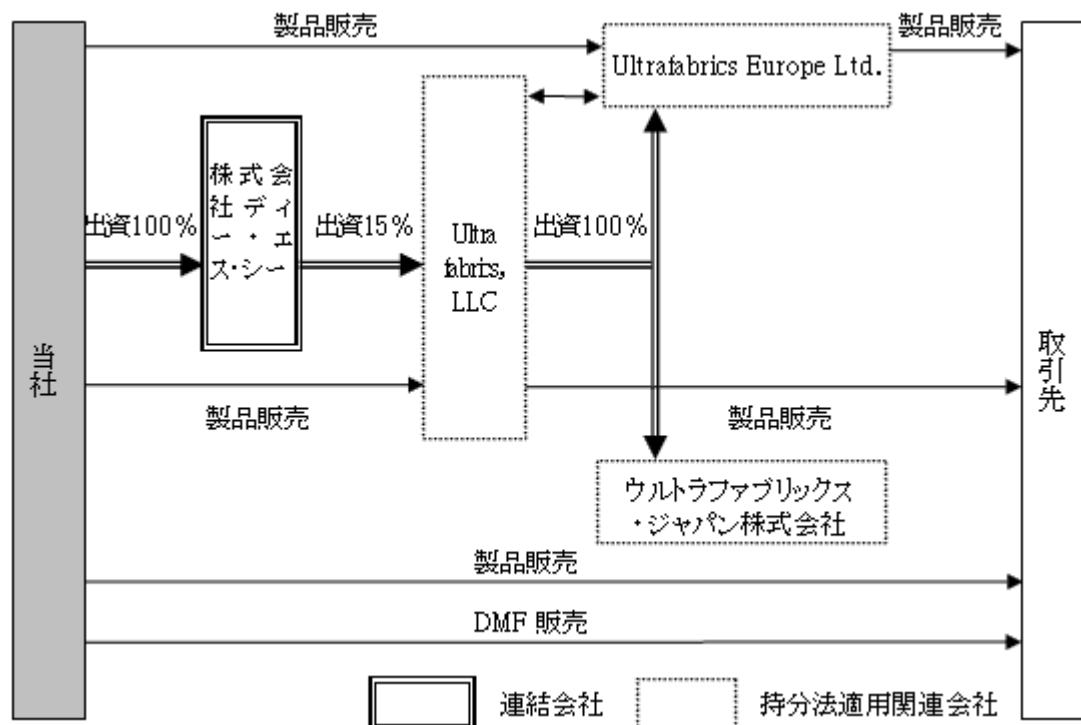 製品販売
製品販売
Ultrafabrics Europe Ltd.
株式会
社ディ
ー・エ
ス・シー
出資100%
出資15%
Ultra
fabrics,
LLC
出資100%
当社
取引先
製品販売
製品販売
ウルトラファブリックス
・ジャパン株式会社
製品販売
DMF 販売
連結会社
持分法適用関連会社